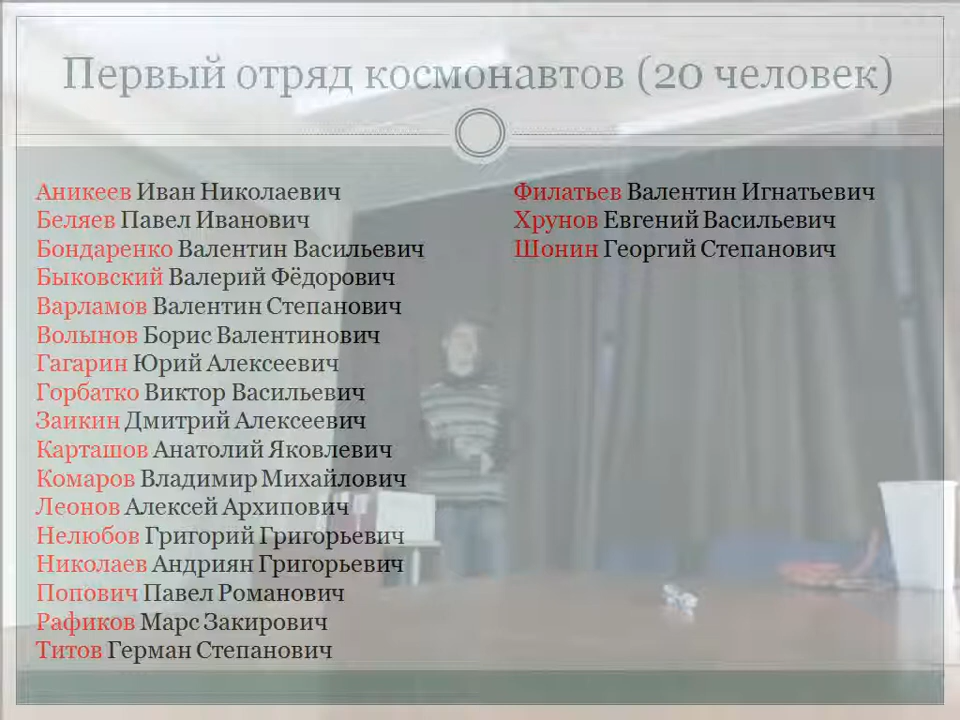 Первый отряд космонавтов (20 человек)
Аникеев Иван Николаевич
Беляев Павел Иванович
Бондаренко Валентин Васильевич
Быковский Валерий Фёдорович
Варламов Валентин Степанович
Волынов Борис Валентинович
Гагарин Юрий Алексеевич
Горбатко Виктор Васильевич
Заикин Дмитрий Алексеевич
Карташов Анатолий Яковлевич
Комаров Владимир Михайлович
Леонов Алексей Архипович
Нелюбов Григорий Григорьевич
Николаев Андриян Григорьевич
Попович Павел Романович
Рафиков Марс Закирович
Титов Герман Степанович
Филатьев Валентин Игнатьевич
Хрунов Евгений Васильевич
Шонин Георгий Степанович